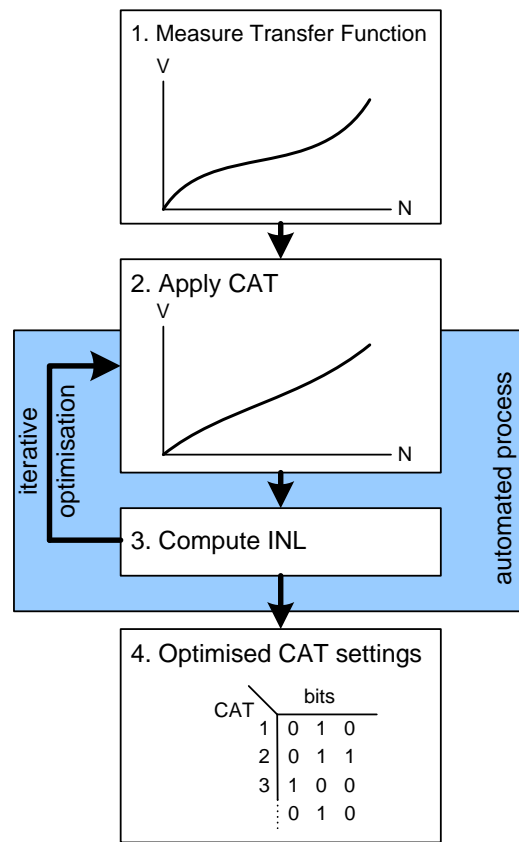 1. Measure Transfer Function
V
N
2. Apply CAT
V
N
iterative
optimisation
automated process
3. Compute INL
4. Optimised CAT settings
bits
CAT
1 0 1 0
2 0 1 1
3 1 0 0
0 1 0